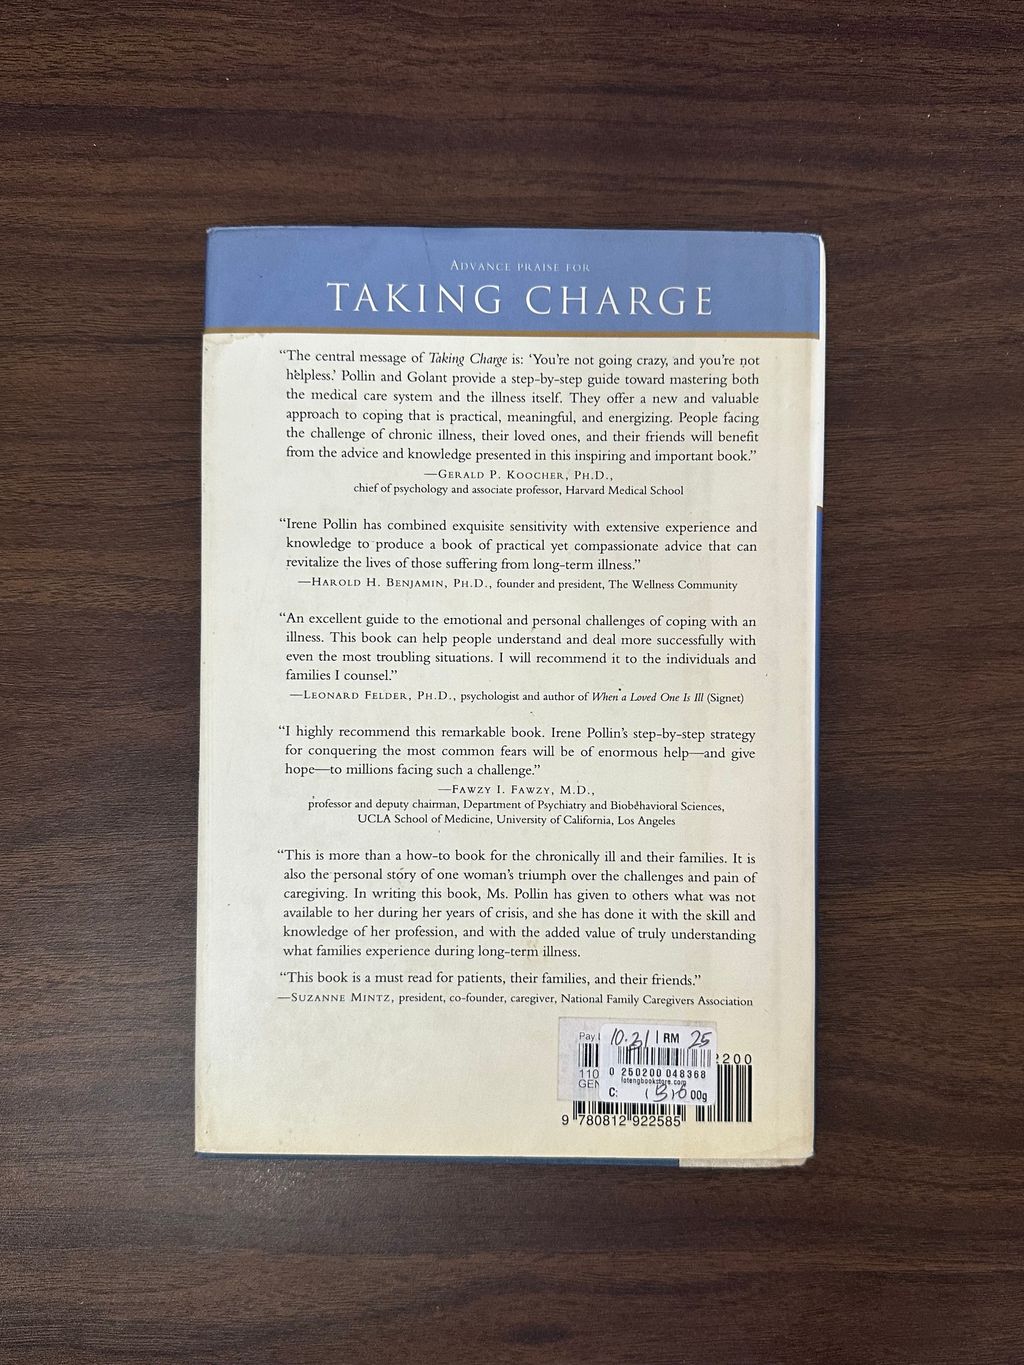 ADVANCE PRAISE FOR
TAKING CHARGE
“The central message of Taking Charge is: ‘You’re not going crazy, and you’re not
helpless.’ Pollin and Golant provide a step-by-step guide toward mastering both
the medical care system and the illness itself. They offer a new and valuable
approach to coping that is practical, meaningful, and energizing. People facing
the challenge of chronic illness, their loved ones, and their friends will benefit
from the advice and knowledge presented in this inspiring and important book.”
—GERALD P. KOOCHER, PH.D.,
chief of psychology and associate professor, Harvard Medical School
“Irene Pollin has combined exquisite sensitivity with extensive experience and
knowledge to produce a book of practical yet compassionate advice that can
revitalize the lives of those suffering from long-term illness.”
—HAROLD H. BENJAMIN, PH.D., founder and president, The Wellness Community
“An excellent guide to the emotional and personal challenges of coping with an
illness. This book can help people understand and deal more successfully with
even the most troubling situations. I will recommend it to the individuals and
families I counsel.”
—LEONARD FELDER, PH.D., psychologist and author of When a Loved One Is Ill (Signet)
“I highly recommend this remarkable book. Irene Pollin’s step-by-step strategy
for conquering the most common fears will be of enormous help—and give
hope—to millions facing such a challenge.”
—FAWZY I. FAWZY, M.D.,
professor and deputy chairman, Department of Psychiatry and Biobehavioral Sciences,
UCLA School of Medicine, University of California, Los Angeles
“This is more than a how-to book for the chronically ill and their families. It is
also the personal story of one woman’s triumph over the challenges and pain of
caregiving. In writing this book, Ms. Pollin has given to others what was not
available to her during her years of crisis, and she has done it with the skill and
knowledge of her profession, and with the added value of truly understanding
what families experience during long-term illness.
“This book is a must read for patients, their families, and their friends.”
—SUZANNE MINTZ, president, co-founder, caregiver, National Family Caregivers Association
Pay
10.31 RM 25
2200
0 250200 048368
110
fotengbookstore.com
GEN
C: 00g
9 780812 922585